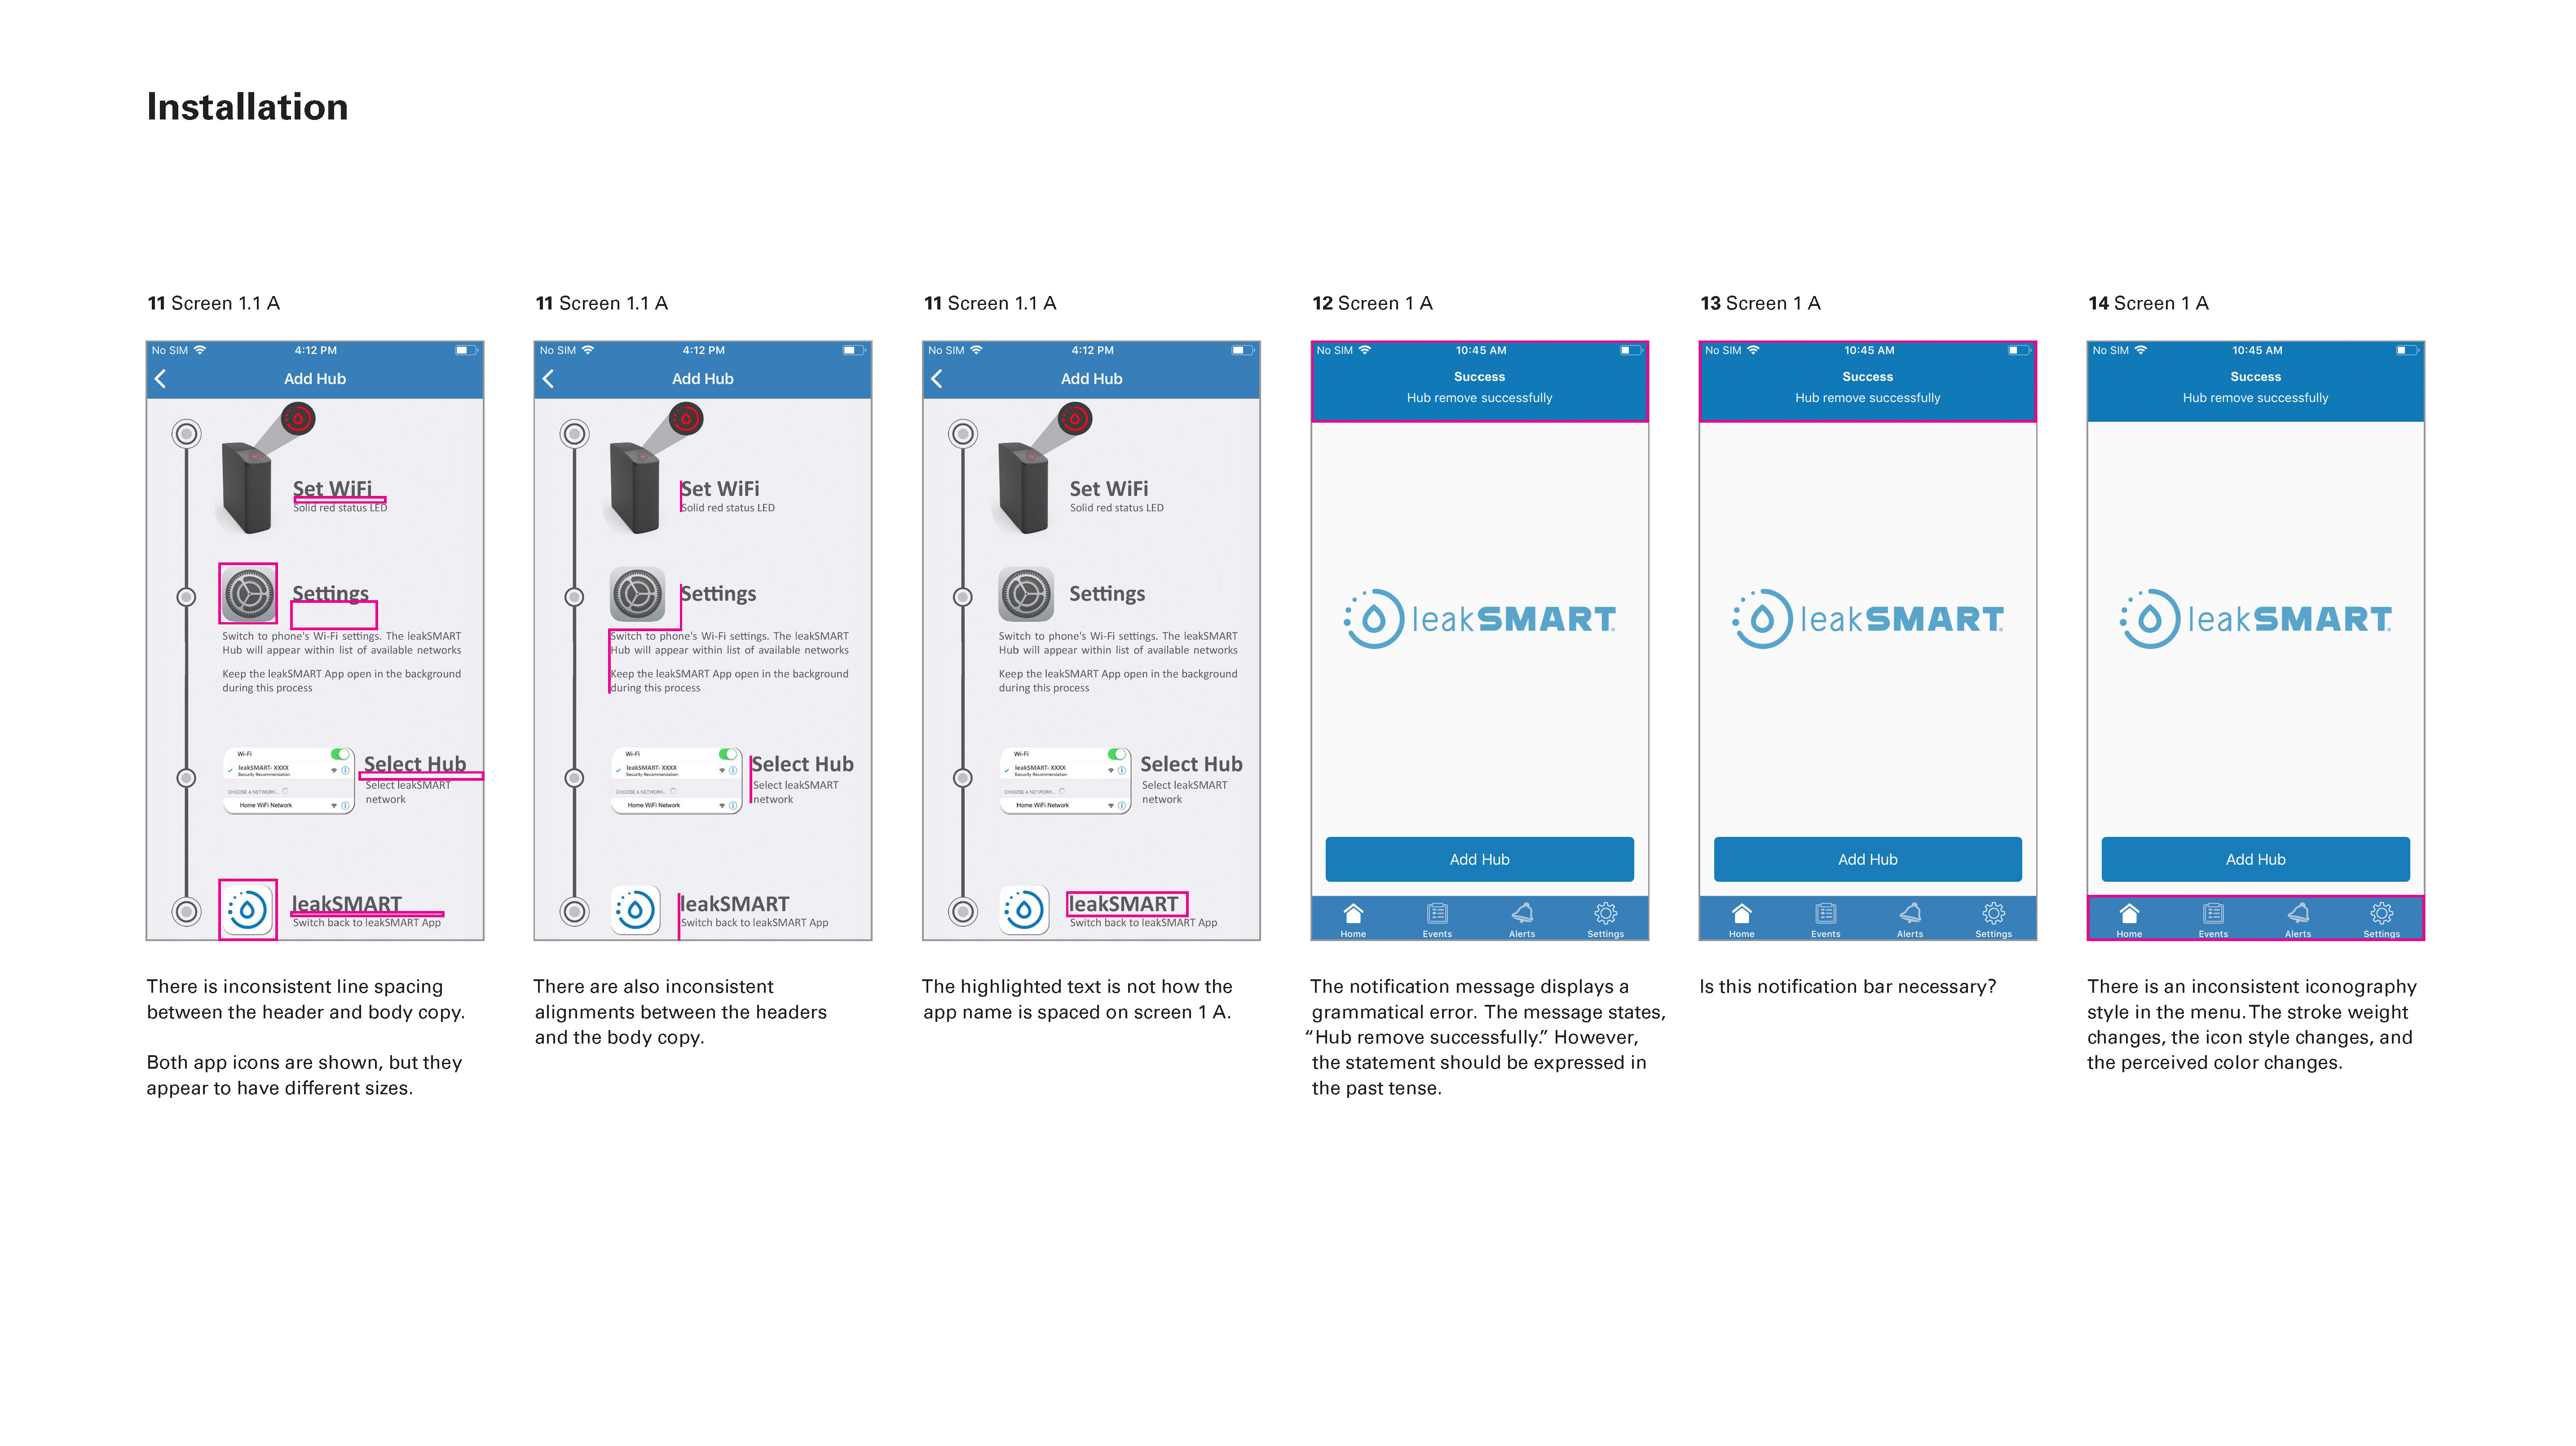 Installation
11 Screen 1.1 A
No SIM 4:12 PM
Add Hub
Set WiFi
Solid red status LED
Settings
Switch to phone's Wi-Fi settings. The leakSMART
Hub will appear within list of available networks
Keep the leakSMART App open in the background
during this process
Wi-Fi
leakSMART- XXXX
Security Recommendation
CHOOSE A NETWORK...
Home WiFi Network
Select Hub
Select leakSMART
network
leakSMART
Switch back to leakSMART App
There is inconsistent line spacing
between the header and body copy.
Both app icons are shown, but they
appear to have different sizes.
11 Screen 1.1 A
No SIM 4:12 PM
Add Hub
Set WiFi
Solid red status LED
Settings
Switch to phone's Wi-Fi settings. The leakSMART
Hub will appear within list of available networks
Keep the leakSMART App open in the background
during this process
Wi-Fi
leakSMART- XXXX
Security Recommendation
CHOOSE A NETWORK...
Home WiFi Network
Select Hub
Select leakSMART
network
leakSMART
Switch back to leakSMART App
There are also inconsistent
alignments between the headers
and the body copy.
11 Screen 1.1 A
No SIM 4:12 PM
Add Hub
Set WiFi
Solid red status LED
Settings
Switch to phone's Wi-Fi settings. The leakSMART
Hub will appear within list of available networks
Keep the leakSMART App open in the background
during this process
Wi-Fi
leakSMART- XXXX
Security Recommendation
CHOOSE A NETWORK...
Home WiFi Network
Select Hub
Select leakSMART
network
leakSMART
Switch back to leakSMART App
The highlighted text is not how the
app name is spaced on screen 1 A.
12 Screen 1 A
No SIM 10:45 AM
Success
Hub remove successfully
leakSMART
Add Hub
Home Events Alerts Settings
The notification message displays a
grammatical error. The message states,
“Hub remove successfully.” However,
the statement should be expressed in
the past tense.
13 Screen 1 A
No SIM 10:45 AM
Success
Hub remove successfully
leakSMART
Add Hub
Home Events Alerts Settings
Is this notification bar necessary?
14 Screen 1 A
No SIM 10:45 AM
Success
Hub remove successfully
leakSMART
Add Hub
Home Events Alerts Settings
There is an inconsistent iconography
style in the menu. The stroke weight
changes, the icon style changes, and
the perceived color changes.